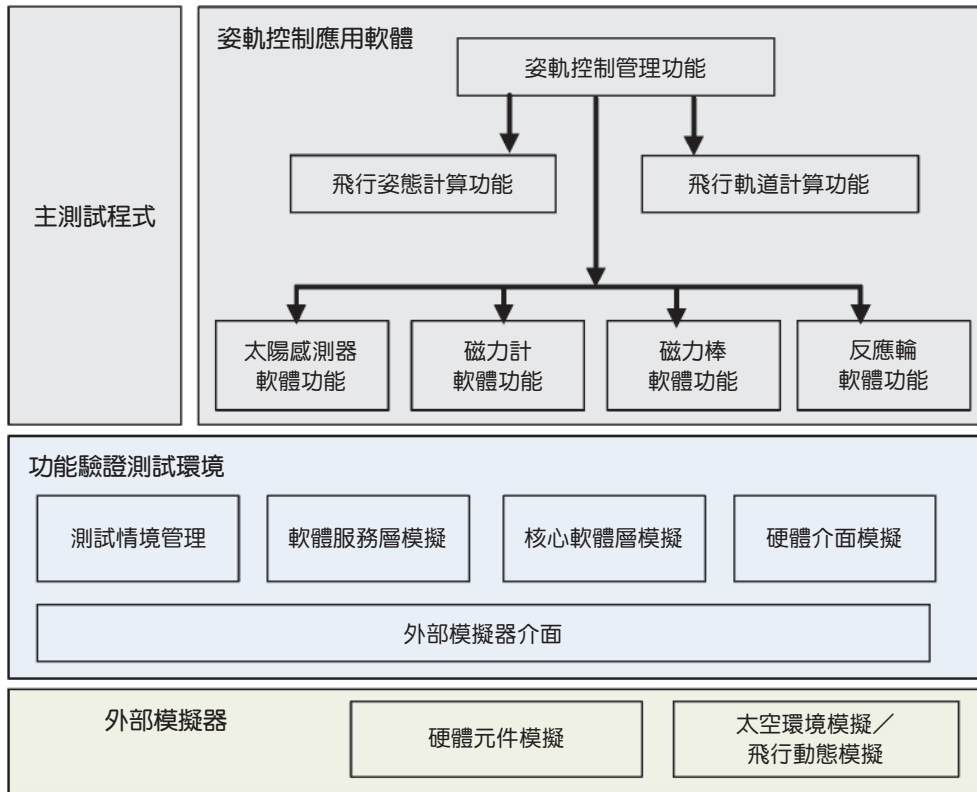 姿軌控制應用軟體
姿軌控制管理功能
飛行姿態計算功能
飛行軌道計算功能
主測試程式
太陽感測器
軟體功能
磁力計
軟體功能
磁力棒
軟體功能
反應輪
軟體功能
功能驗證測試環境
測試情境管理
軟體服務層模擬
核心軟體層模擬
硬體介面模擬
外部模擬器介面
外部模擬器
硬體元件模擬
太空環境模擬／
飛行動態模擬